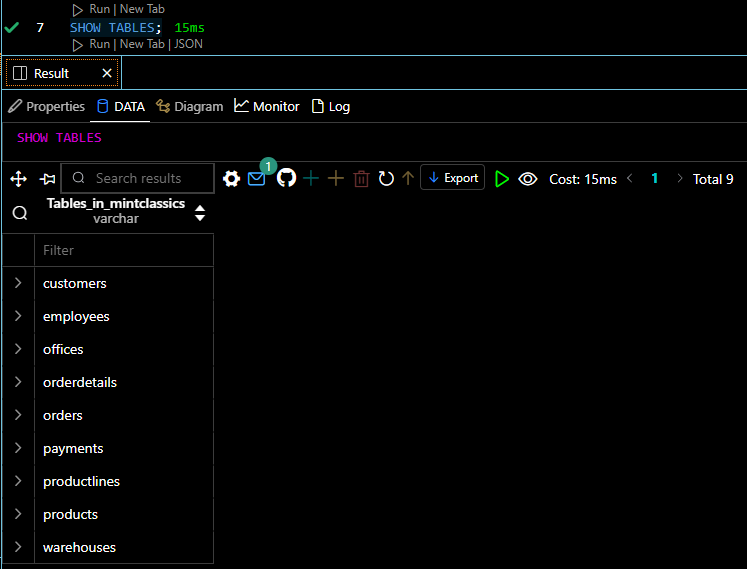 Run | New Tab
7 SHOW TABLES; 15ms
Run | New Tab | JSON
Result
Properties DATA Diagram Monitor Log
SHOW TABLES
Search results 1 Export Cost: 15ms 1 Total 9
Tables_in_mintclassics
varchar
Filter
customers
employees
offices
orderdetails
orders
payments
productlines
products
warehouses